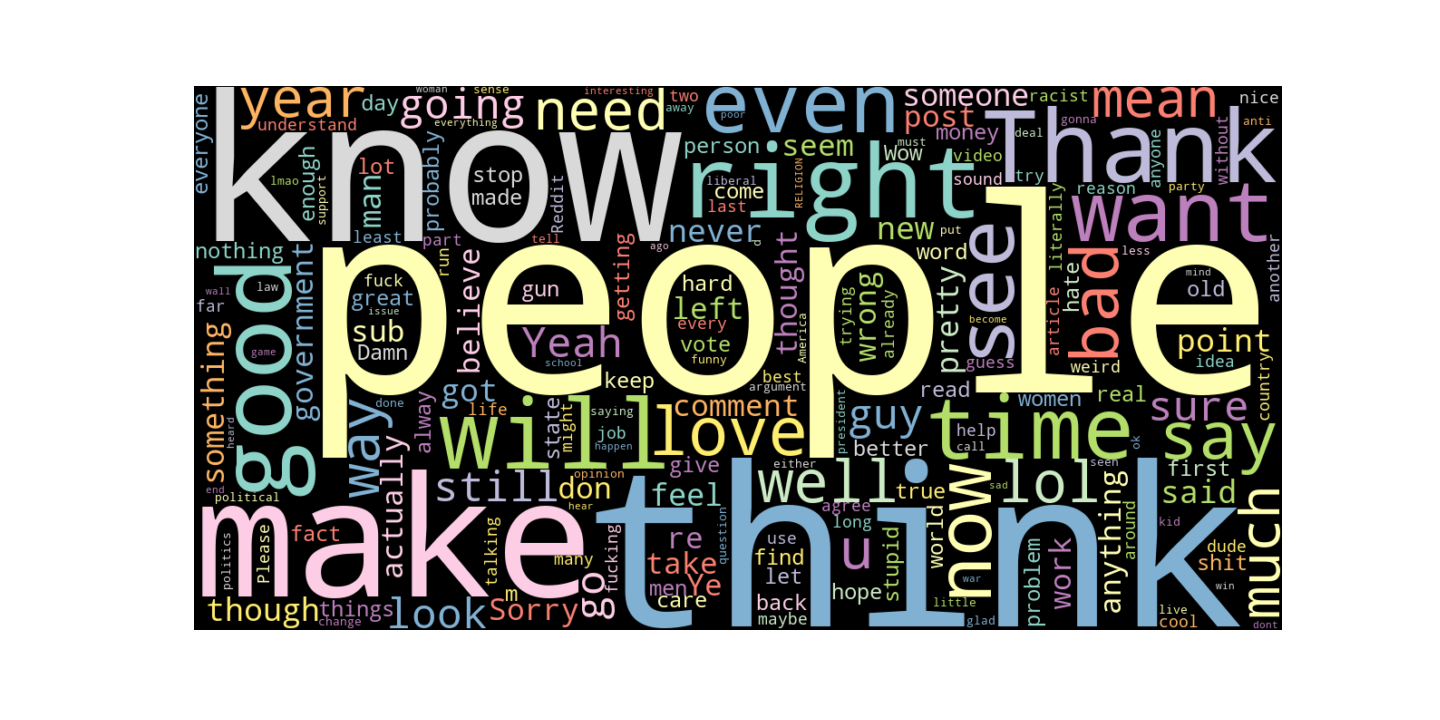 everyone
year
understand
day
woman
sense
going
everything
need
interesting
two
away
even
poor
someone
racist
mean
nice
post
gonna
anti
know
lmao
enough
support
man
lot
probably
stop
made
Reddit
person
seem
wow
must
money
video
deal
Thank
anyone
without
right
liberal
come
last
RELIGION
sound
try
reason
party
literally
want
nothing
least
part
run
tell
ago
never
d
new
put
word
less
another
far
wall
law
good
government
people
fuck
great
issue
sub
Damn
believe
gun
getting
Yeah
school
hard
left
every
vote
funny
thought
America
trying
wrong
already
pretty
see
become
guess
article
hate
bad
weird
mind
old
point
idea
country
something
game
heard
end
political
way
done
always
got
life
keep
best
argument
read
women
real
sure
will
state
might
saying
job
happen
love
comment
president
guy
better
time
help
call
ok
say
actually
still
don
opinion
hear
give
feel
either
well
true
agree
long
now
sad
lol
seen
first
said
anything
around
much
make
politics
Please
fact
talking
many
fucking
think
re
take
question
use
find
let
u
stupid
world
war
problem
work
kid
dude
shit
win
though
things
change
look
m
Sorry
go
men
Ye
care
back
maybe
hope
little
glad
live
cool
dont